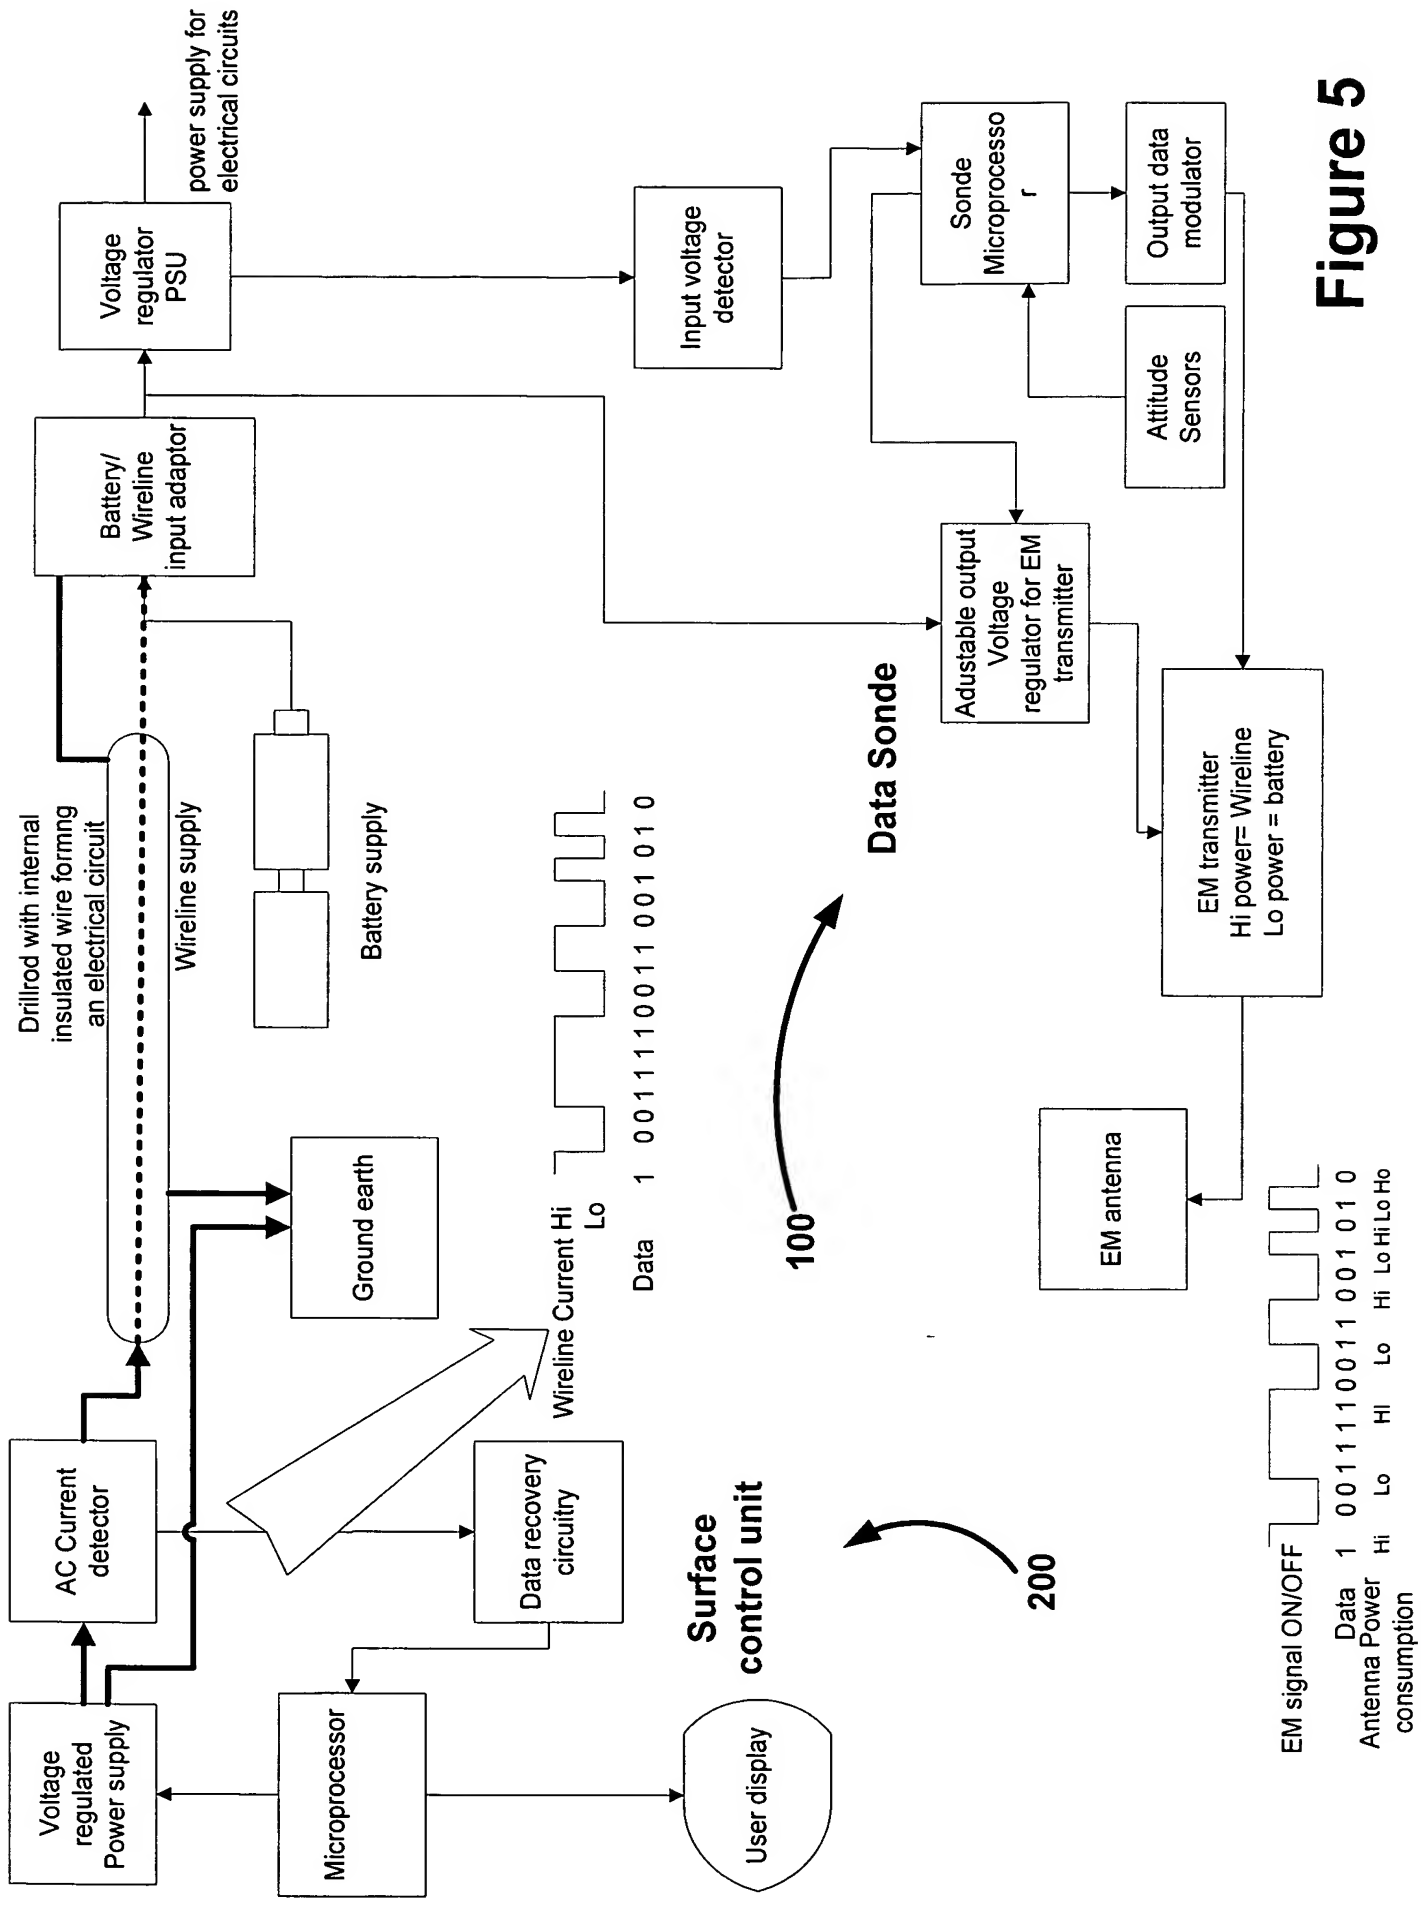 Voltage
regulated
Power supply
AC Current
detector
Drillrod with internal
insulated wire formng
an electrical circuit
Wireline supply
Battery/
Wireline
input adaptor
Voltage
regulator
PSU
power supply for
electrical circuits
Microprocessor
Ground earth
Battery supply
Data recovery
circuitry
Wireline Current Hi
Lo
Data 1 0 0 1 1 1 1 0 0 1 1 0 0 1 0 1 0
Input voltage
detector
User display
Surface
control unit
200
100
Data Sonde
Adustable output
Voltage
regulator for EM
transmitter
Sonde
Microprocesso
r
Attitude
Sensors
Output data
modulator
EM antenna
EM transmitter
Hi power= Wireline
Lo power = battery
EM signal ON/OFF
Data 1 0 0 1 1 1 1 0 0 1 1 0 0 1 0 1 0
Antenna Power Hi Lo HI Lo Hi Lo Hi Lo Ho
consumption
Figure 5